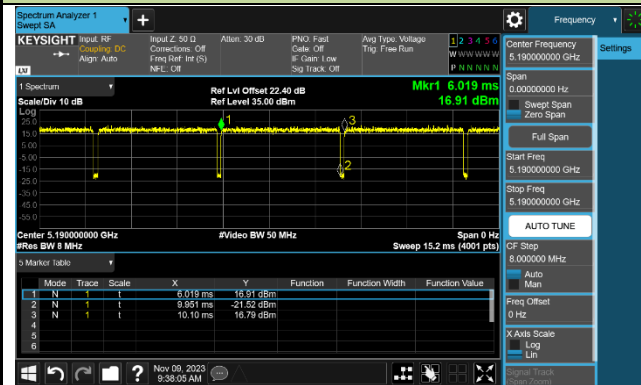 Spectrum Analyzer 1
Swept SA
+
Frequency
KEYSIGHT Input: RF Input Z: 50 Ω Atten: 30 dB PNO: Fast Avg Type: Voltage 1 2 3 4 5 6
Coupling: DC Corrections: Off Gate: Off Trig: Free Run
Align: Auto Freq Ref: Int (S) IF Gain: Low W W W W W W
LXI NFE: Off Sig Track: Off P N N N N N
Center Frequency
5.190000000 GHz
Settings
Span
0.00000000 Hz
Swept Span
Zero Span
Full Span
Start Freq
5.190000000 GHz
Stop Freq
5.190000000 GHz
AUTO TUNE
CF Step
8.000000 MHz
Auto
Man
Freq Offset
0 Hz
X Axis Scale
Log
Lin
Signal Track
(Span Zoom)
1 Spectrum
Scale/Div 10 dB
Ref Lvl Offset 22.40 dB
Ref Level 35.00 dBm
Mkr1 6.019 ms
16.91 dBm
Log
25.0
15.0
5.00
-5.00
-15.0
-25.0
-35.0
-45.0
-55.0
1
3
2
Center 5.190000000 GHz #Video BW 50 MHz Span 0 Hz
#Res BW 8 MHz Sweep 15.2 ms (4001 pts)
5 Marker Table
Mode Trace Scale X Y Function Function Width Function Value
1 N 1 t 6.019 ms 16.91 dBm
2 N 1 t 9.951 ms -21.52 dBm
3 N 1 t 10.10 ms 16.79 dBm
4
5
6
?
Nov 09, 2023
9:38:05 AM